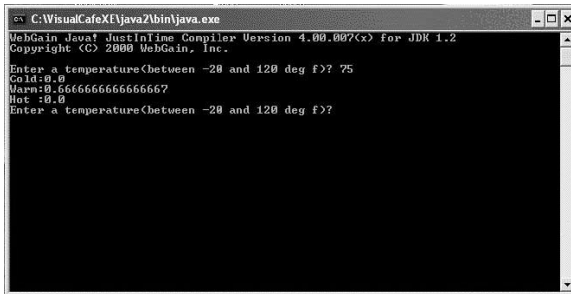 C:\VisualCafeXE\java2\bin\java.exe
WebGain Java! JustInTime Compiler Version 4.00.007(x) for JDK 1.2
Copyright (C) 2000 WebGain, Inc.
Enter a temperature(between -20 and 120 deg f)? 75
Cold:0.0
Warm:0.6666666666666667
Hot :0.0
Enter a temperature(between -20 and 120 deg f)?